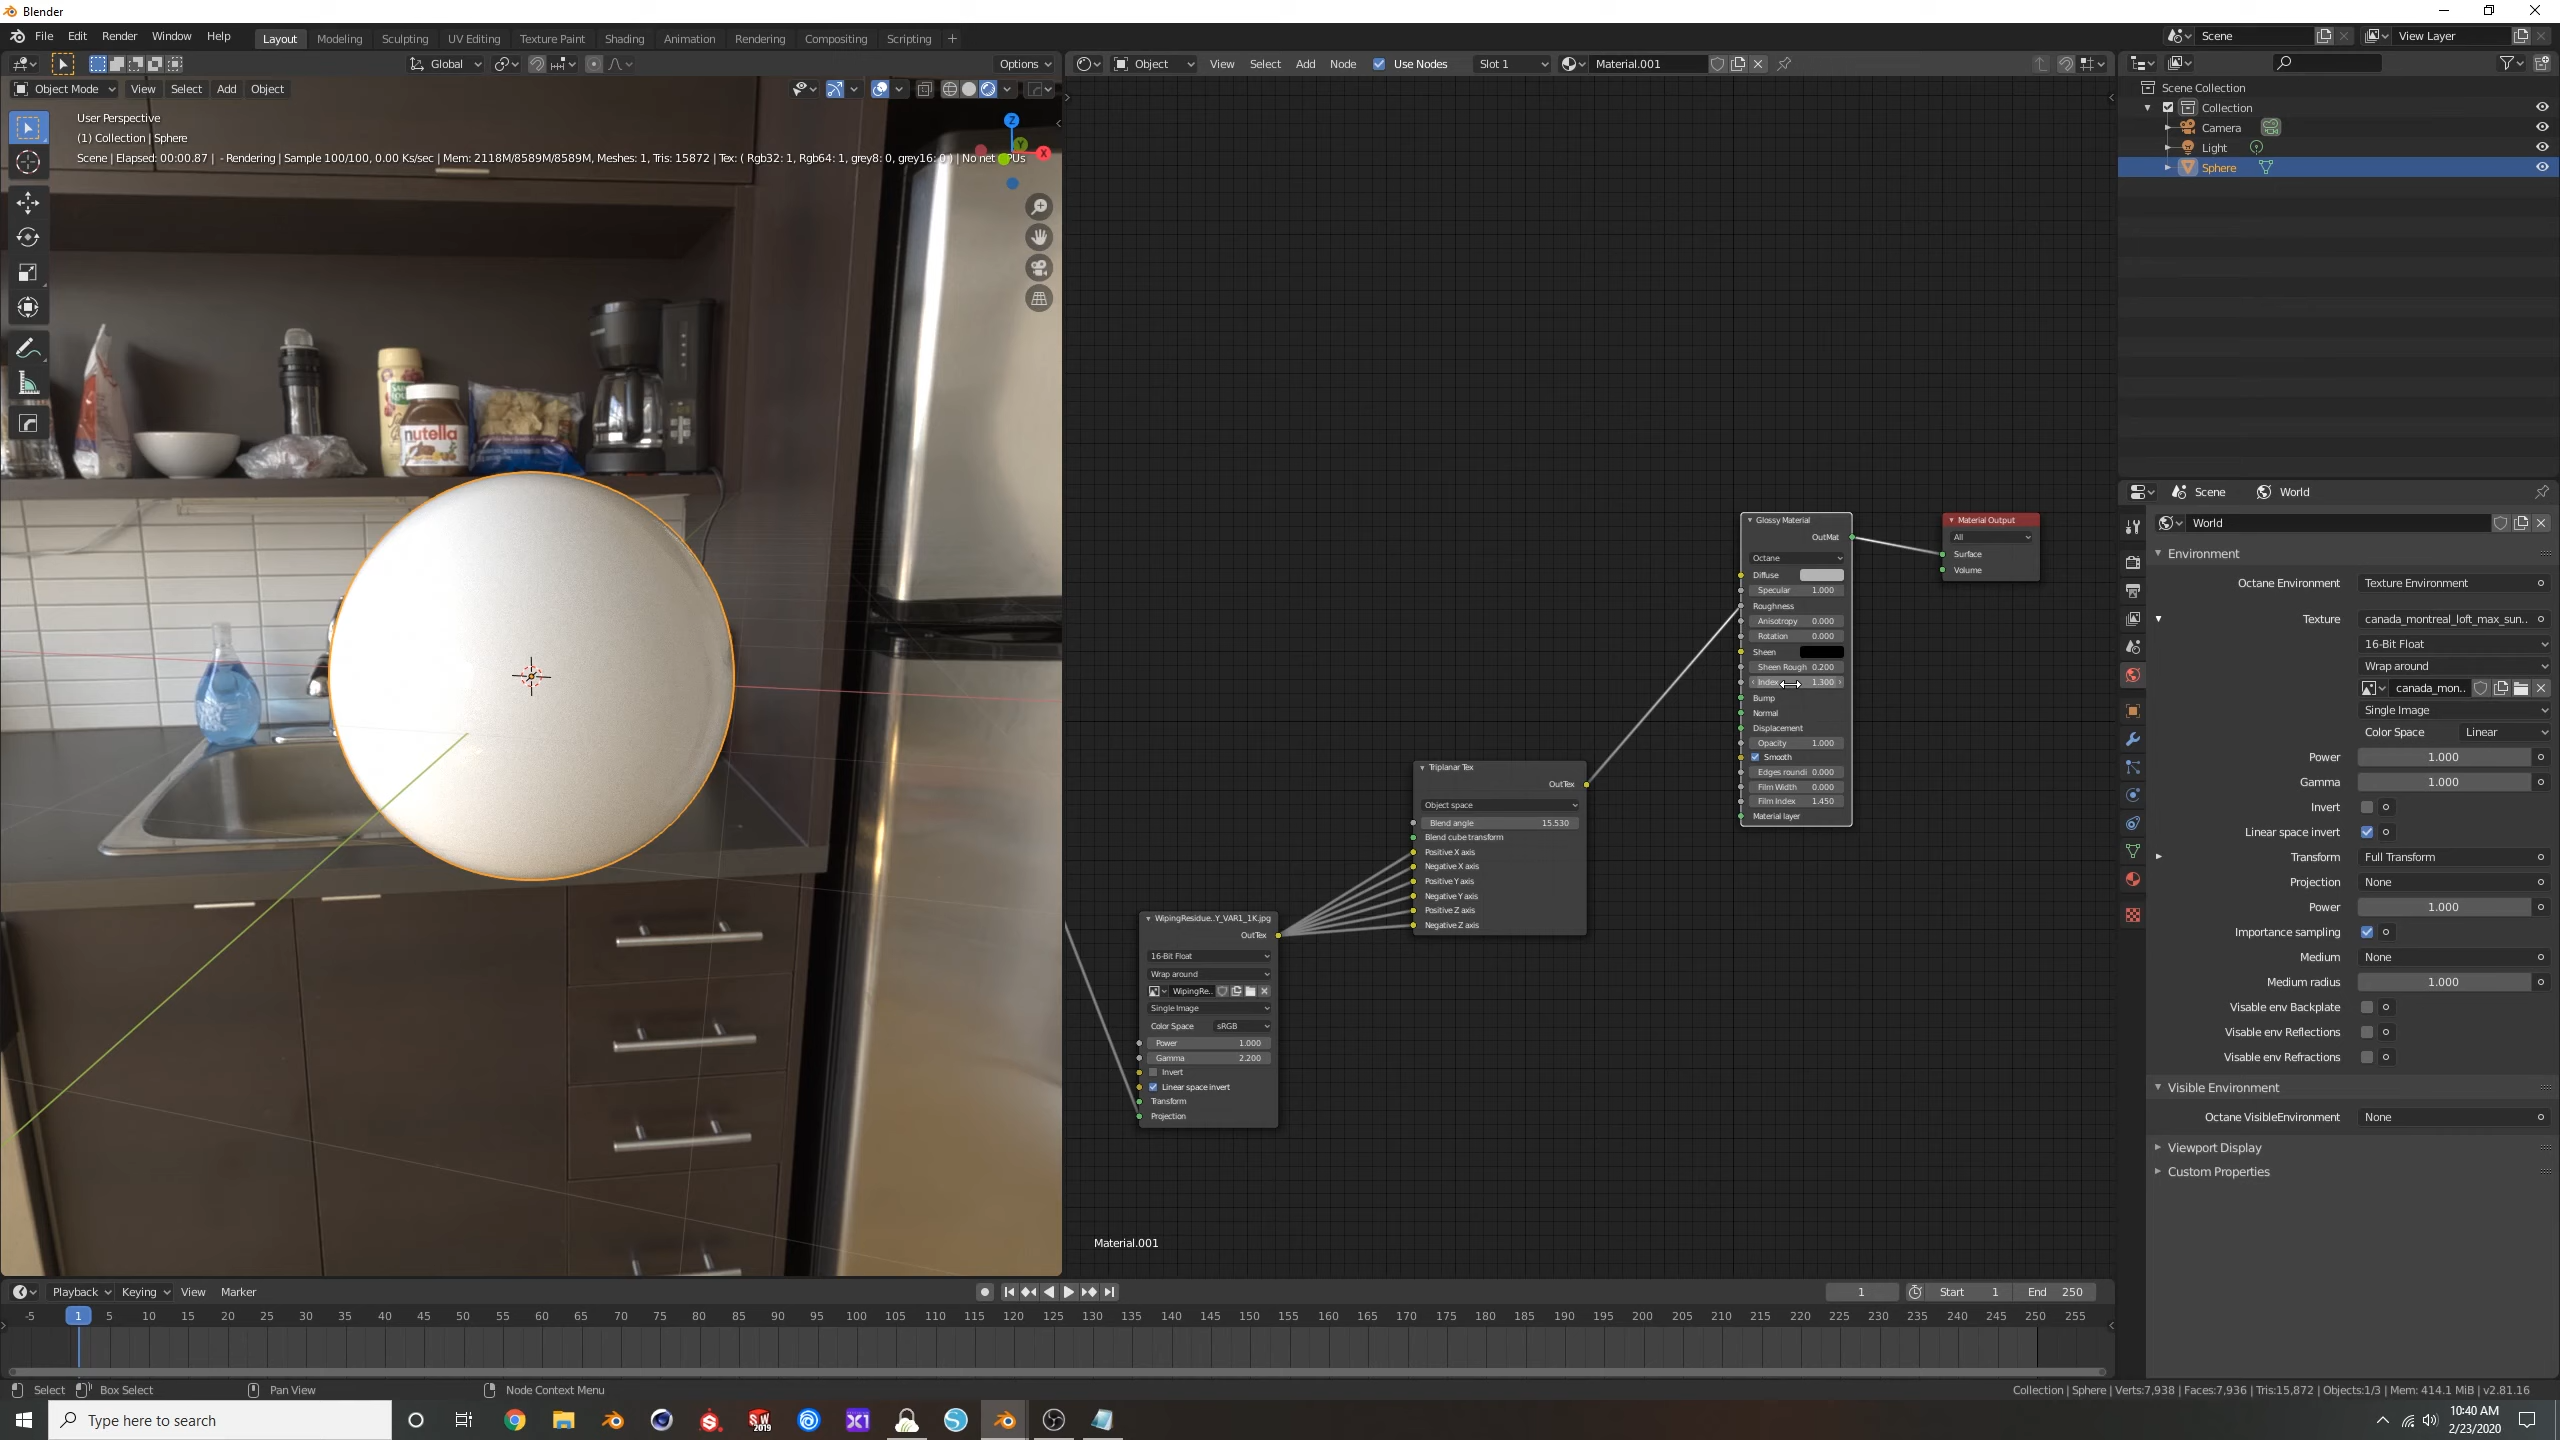 Blender
File Edit Render Window Help Layout Modeling Sculpting UV Editing Texture Paint Shading Animation Rendering Compositing Scripting + Scene View Layer
Global Options Object View Select Add Node Use Nodes Slot 1 Material.001
Object Mode View Select Add Object
User Perspective
(1) Collection | Sphere
Scene | Elapsed: 00:00.87 | - Rendering | Sample 100/100, 0.00 Ks/sec | Mem: 2118M/8589M/8589M, Meshes: 1, Tris: 15872 | Tex: ( Rgb32: 1, Rgb64: 1, grey8: 0, grey16: 0 ) | No net GPUs
Z
Y
X
nutella
Scene Collection
Collection
Camera
Light
Sphere
Glossy Material
OutMat
Octane
Diffuse
Specular 1.000
Roughness
Anisotropy 0.000
Rotation 0.000
Sheen
Sheen Rough 0.200
Index 1.300
Bump
Normal
Displacement
Opacity 1.000
Smooth
Edges roundi 0.000
Film Width 0.000
Film Index 1.450
Material layer
Material Output
All
Surface
Volume
Triplanar Tex
OutTex
Object space
Blend angle 15.530
Blend cube transform
Positive X axis
Negative X axis
Positive Y axis
Negative Y axis
Positive Z axis
Negative Z axis
WipingResidue..Y_VAR1_1K.jpg
OutTex
16-Bit Float
Wrap around
WipingRe..
Single Image
Color Space sRGB
Power 1.000
Gamma 2.200
Invert
Linear space invert
Transform
Projection
Material.001
Scene World
World
Environment
Octane Environment Texture Environment
Texture canada_montreal_loft_max_sun..
16-Bit Float
Wrap around
canada_mon..
Single Image
Color Space Linear
Power 1.000
Gamma 1.000
Invert
Linear space invert
Transform Full Transform
Projection None
Power 1.000
Importance sampling
Medium None
Medium radius 1.000
Visable env Backplate
Visable env Reflections
Visable env Refractions
Visible Environment
Octane VisibleEnvironment None
Viewport Display
Custom Properties
Playback Keying View Marker 1 Start 1 End 250
-5 1 5 10 15 20 25 30 35 40 45 50 55 60 65 70 75 80 85 90 95 100 105 110 115 120 125 130 135 140 145 150 155 160 165 170 175 180 185 190 195 200 205 210 215 220 225 230 235 240 245 250 255
Select Box Select Pan View Node Context Menu Collection | Sphere | Verts:7,938 | Faces:7,936 | Tris:15,872 | Objects:1/3 | Mem: 414.1 MiB | v2.81.16
Type here to search
SW
2019
X1
10:40 AM
2/23/2020